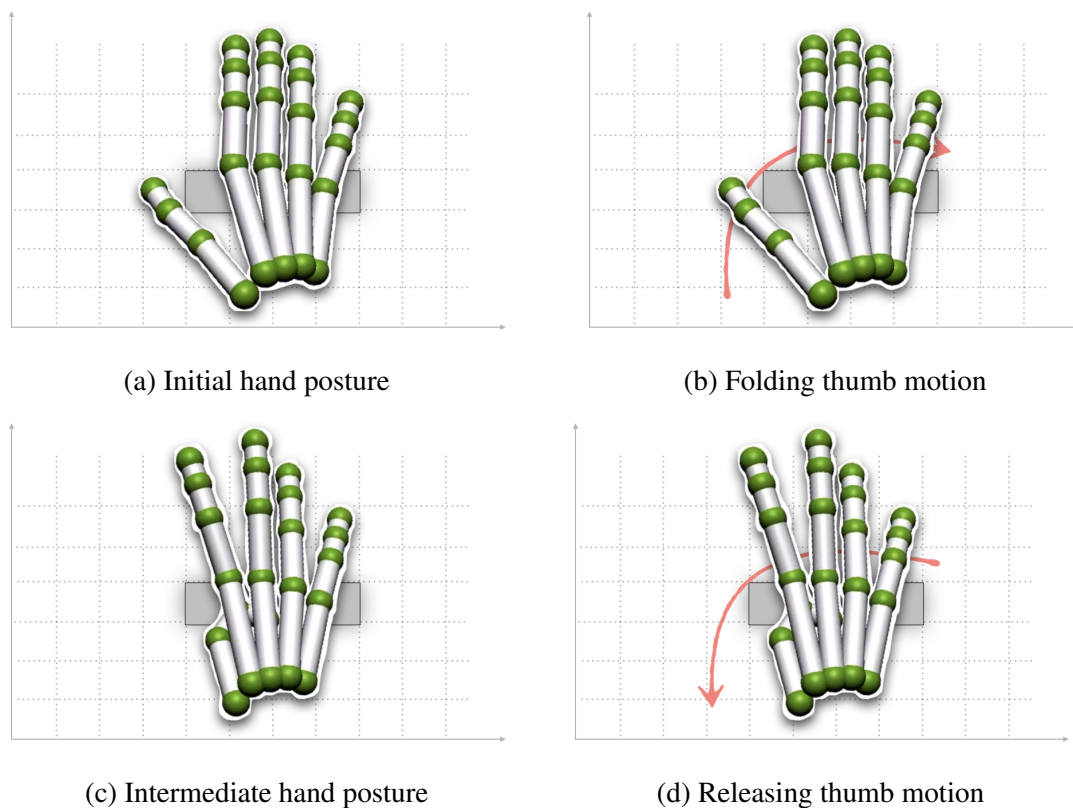 (a) Initial hand posture
(b) Folding thumb motion
(c) Intermediate hand posture
(d) Releasing thumb motion